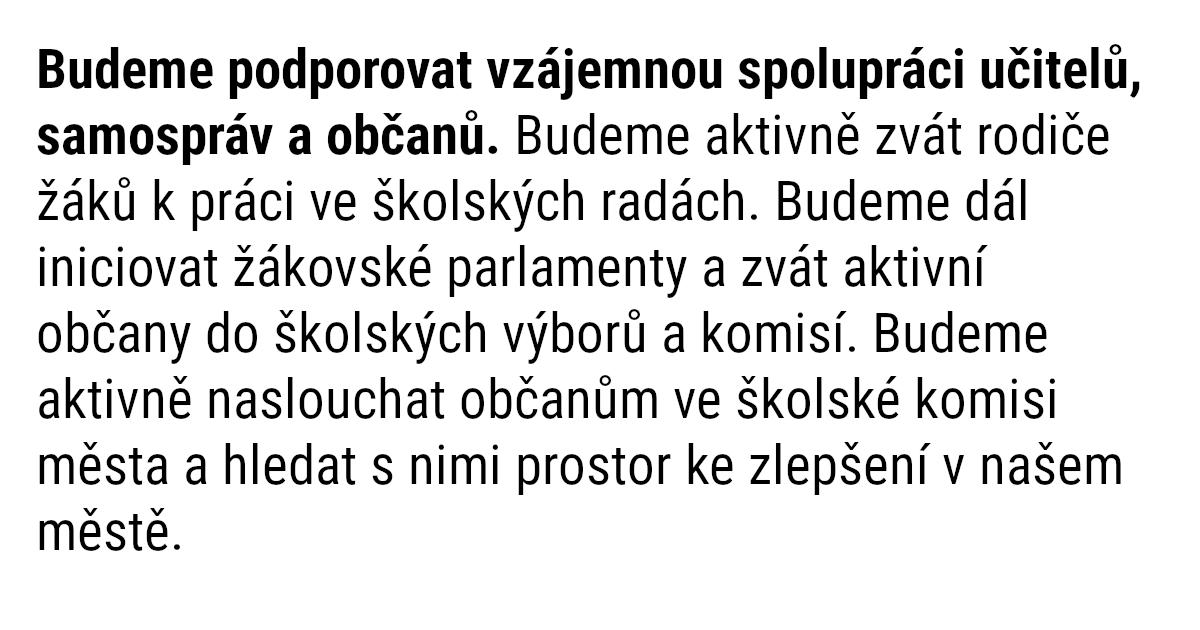 Budeme podporovat vzájemnou spolupráci učitelů,
samospráv a občanů. Budeme aktivně zvát rodiče
žáků k práci ve školských radách. Budeme dál
iniciovat žákovské parlamenty a zvát aktivní
občany do školských výborů a komisí. Budeme
aktivně naslouchat občanům ve školské komisi
města a hledat s nimi prostor ke zlepšení v našem
městě.